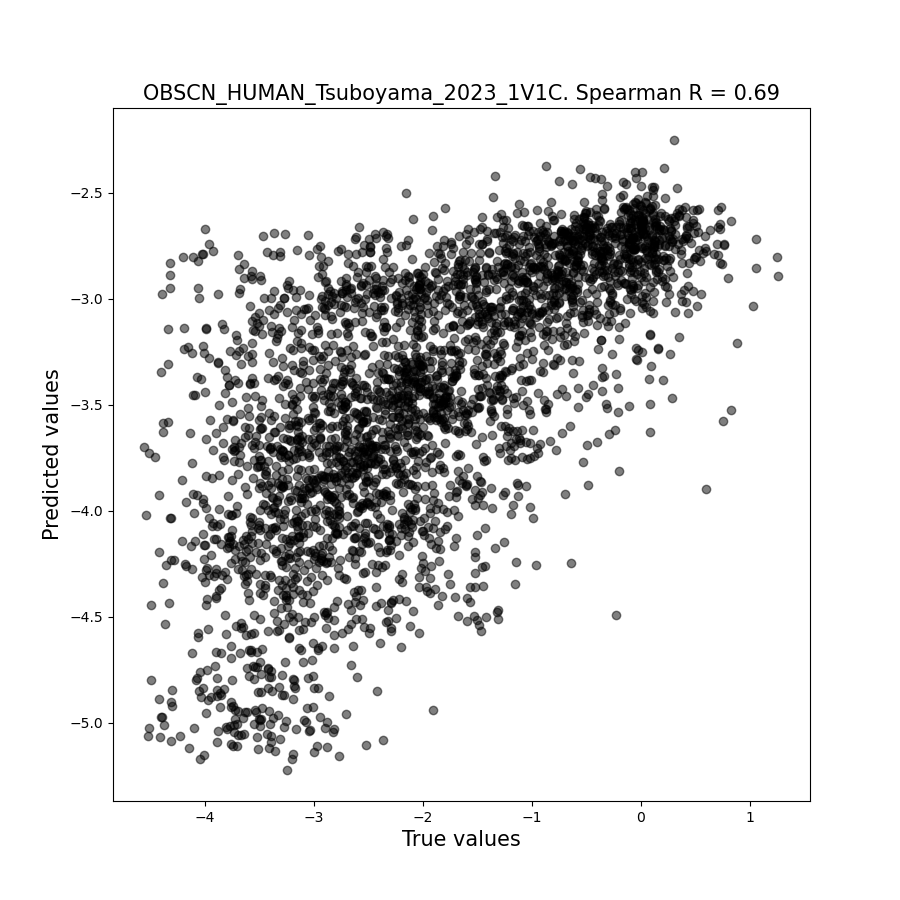 OBSCN_HUMAN_Tsuboyama_2023_1V1C. Spearman R = 0.69
Predicted values
−2.5
−3.0
−3.5
−4.0
−4.5
−5.0
−4 −3 −2 −1 0 1
True values